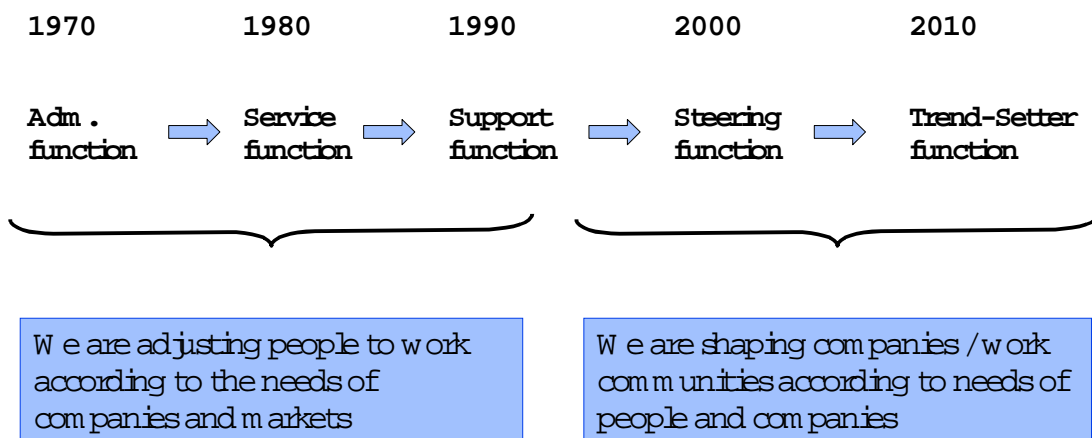 1970 1980 1990 2000 2010
Adm. Service Support Steering Trend-Setter
function function function function function
We are adjusting people to work
according to the needs of
companies and markets
We are shaping companies /work
communities according to needs of
people and companies